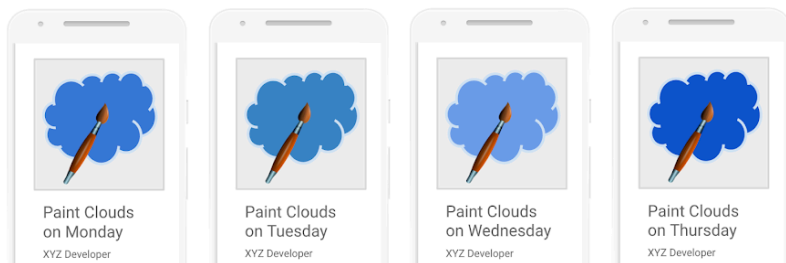 Paint Clouds
on Monday
XYZ Developer
Paint Clouds
on Tuesday
XYZ Developer
Paint Clouds
on Wednesday
XYZ Developer
Paint Clouds
on Thursday
XYZ Developer